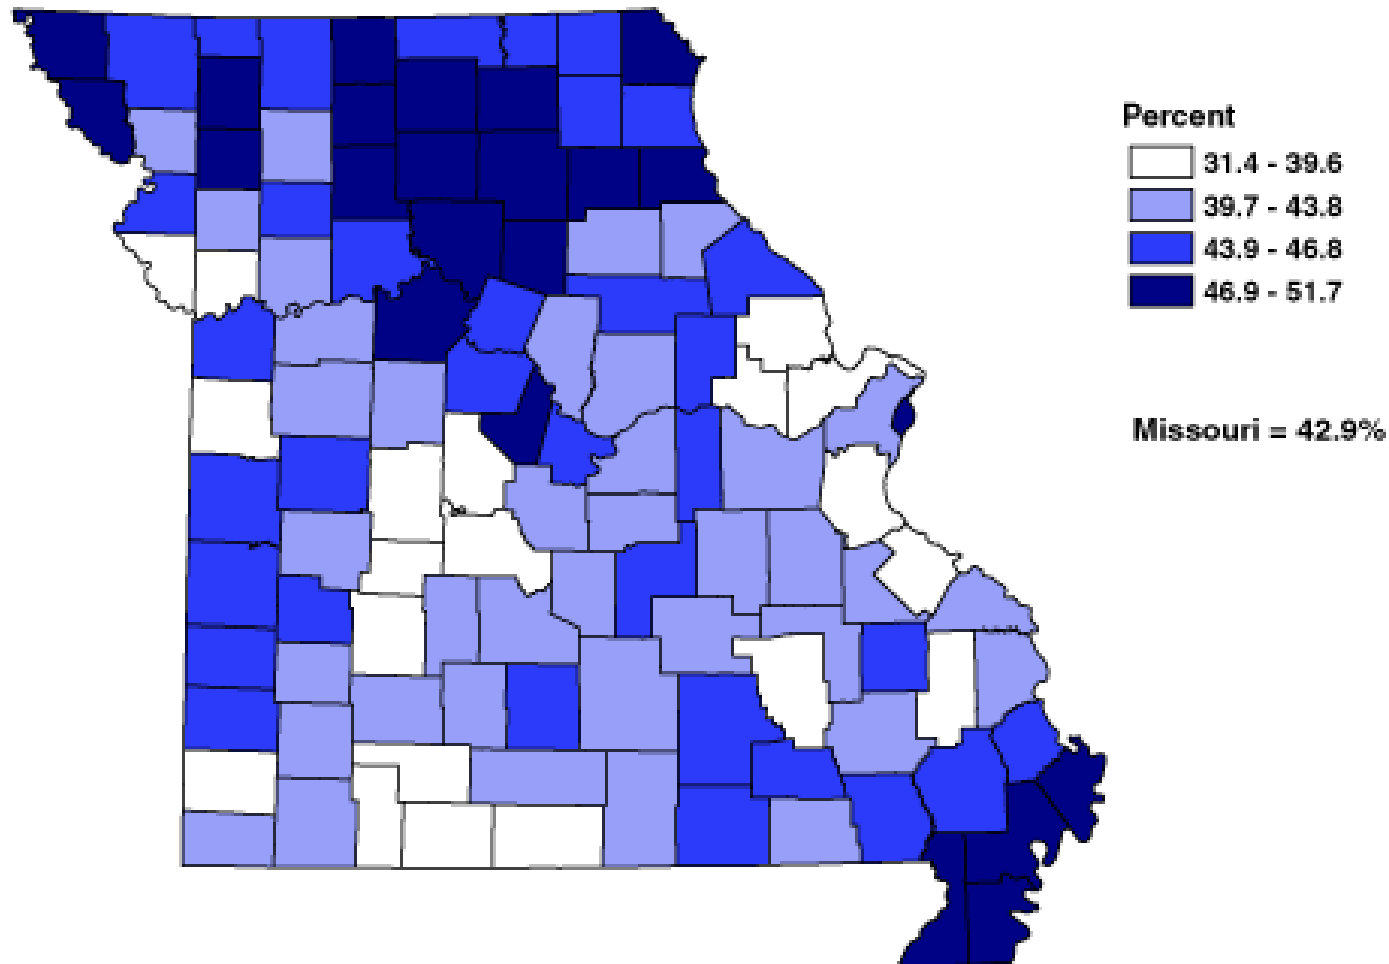 Percent
31.4 - 39.6
39.7 - 43.8
43.9 - 46.8
46.9 - 51.7
Missouri = 42.9%